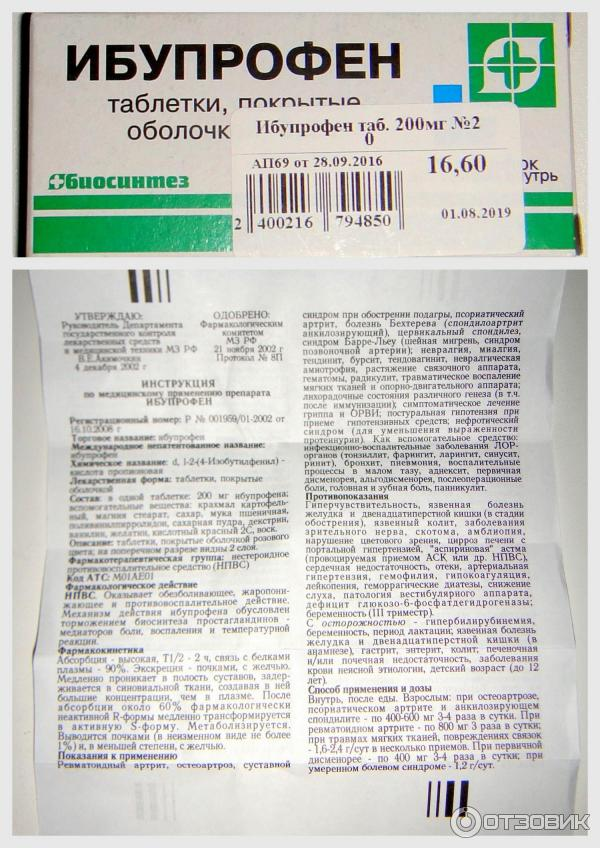 ИБУПРОФЕН
таблетки, покрытые
оболочк
биосинтез
Ибупрофен таб. 200мг №2
0
АП69 от 28.09.2016
16,60
2 400216 794850
01.08.2019
ок
утрь
УТВЕРЖДАЮ:
Руководитель Департамента
государственного контроля
лекарственных средств
и медицинской техники МЗ РФ
В.Е.Акимочкин
4 декабря 2002 г
ОДОБРЕНО:
Фармакологическим
комитетом
МЗ РФ
21 ноября 2002 г
Протокол № 8П
ИНСТРУКЦИЯ
по медицинскому применению препарата
ИБУПРОФЕН
Регистрационный номер: Р № 001959/01-2002 от
16.10.2006 г
Торговое название: ибупрофен
Международное непатентованное название:
ибупрофен
Химическое название: d, l-2-(4-Изобутилфенил) -
кислота пропионовая
Лекарственная форма: таблетки, покрытые
оболочкой
Состав: в одной таблетке: 200 мг ибупрофена;
вспомогательные вещества: крахмал картофель-
ный, магния стеарат, сахар, мука пшеничная,
поливинилпирролидон, сахарная пудра, декстрин,
ванилин, желатин, кислотный красный 2С, воск.
Описание: таблетки, покрытые оболочкой розового
цвета; на поперечном разрезе видны 2 слоя.
Фармакотерапевтическая группа: нестероидное
противовоспалительное средство (НПВС)
Код АТС: М01АЕ01
Фармакологическое действие
НПВС. Оказывает обезболивающее, жаропони-
жающее и противовоспалительное действие.
Механизм действия ибупрофена обусловлен
торможением биосинтеза простагландинов -
медиаторов боли, воспаления и температурной
реакции.
Фармакокинетика
Абсорбция - высокая, Т1/2 - 2 ч, связь с белками
плазмы - 90%. Экскреция - почками, с желчью.
Медленно проникает в полость суставов, задер-
живается в синовиальной ткани, создавая в ней
большие концентрации, чем в плазме. После
абсорбции около 60% фармакологически
неактивной R-формы медленно трансформируется
в активную S-форму. Метаболизируется.
Выводится почками (в неизменном виде не более
1%) и, в меньшей степени, с желчью.
Показания к применению
Ревматоидный артрит, остеоартроз, суставной
синдром при обострении подагры, псориатический
артрит, болезнь Бехтерева (спондилоартрит
анкилозирующий), цервикальный спондилез,
синдром Барре-Льеу (шейная мигрень, синдром
позвоночной артерии); невралгия, миалгия,
тендинит, бурсит, тендовагинит, невралгическая
амиотрофия, растяжение связочного аппарата,
гематомы, радикулит, травматическое воспаление
мягких тканей и опорно-двигательного аппарата;
лихорадочные состояния различного генеза (в т.ч.
после иммунизации); симптоматическое лечение
гриппа и ОРВИ; постуральная гипотензия при
приеме гипотензивных средств; нефротический
синдром (для уменьшения выраженности
протеинурии). Как вспомогательное средство:
инфекционно-воспалительные заболевания ЛОР-
органов (тонзиллит, фарингит, ларингит, синусит,
ринит), бронхит, пневмония, воспалительные
процессы в малом тазу, аднексит, первичная
дисменорея, альгодисменорея, послеоперационные
боли, головная и зубная боль, панникулит.
Противопоказания
Гиперчувствительность, язвенная болезнь
желудка и двенадцатиперстной кишки (в стадии
обострения), язвенный колит, заболевания
зрительного нерва, скотома, амблиопия,
нарушение цветового зрения, цирроз печени с
портальной гипертензией, "аспириновая" астма
(провоцируемая приемом АСК или др. НПВС),
сердечная недостаточность, отеки, артериальная
гипертензия, гемофилия, гипокоагуляция,
лейкопения, геморрагические диатезы, снижение
слуха, патология вестибулярного аппарата,
дефицит глюкозо-6-фосфатдегидрогеназы;
беременность (III триместр).
С осторожностью - гипербилирубинемия,
беременность, период лактации; язвенная болезнь
желудка и двенадцатиперстной кишки (в
анамнезе), гастрит, энтерит, колит, печеночная
и/или почечная недостаточность, заболевания
крови неясной этиологии, детский возраст (до 12
лет).
Способ применения и дозы
Внутрь, после еды. Взрослым: при остеоартрозе,
псориатическом артрите и анкилозирующем
спондилите - по 400-600 мг 3-4 раза в сутки. При
ревматоидном артрите - по 800 мг 3 раза в сутки;
при травмах мягких тканей, повреждениях связок
- 1,6-2,4 г/сут в несколько приемов. При первичной
дисменорее - по 400 мг 3-4 раза в сутки; при
умеренном болевом синдроме - 1,2 г/сут.
ОТЗОВИК